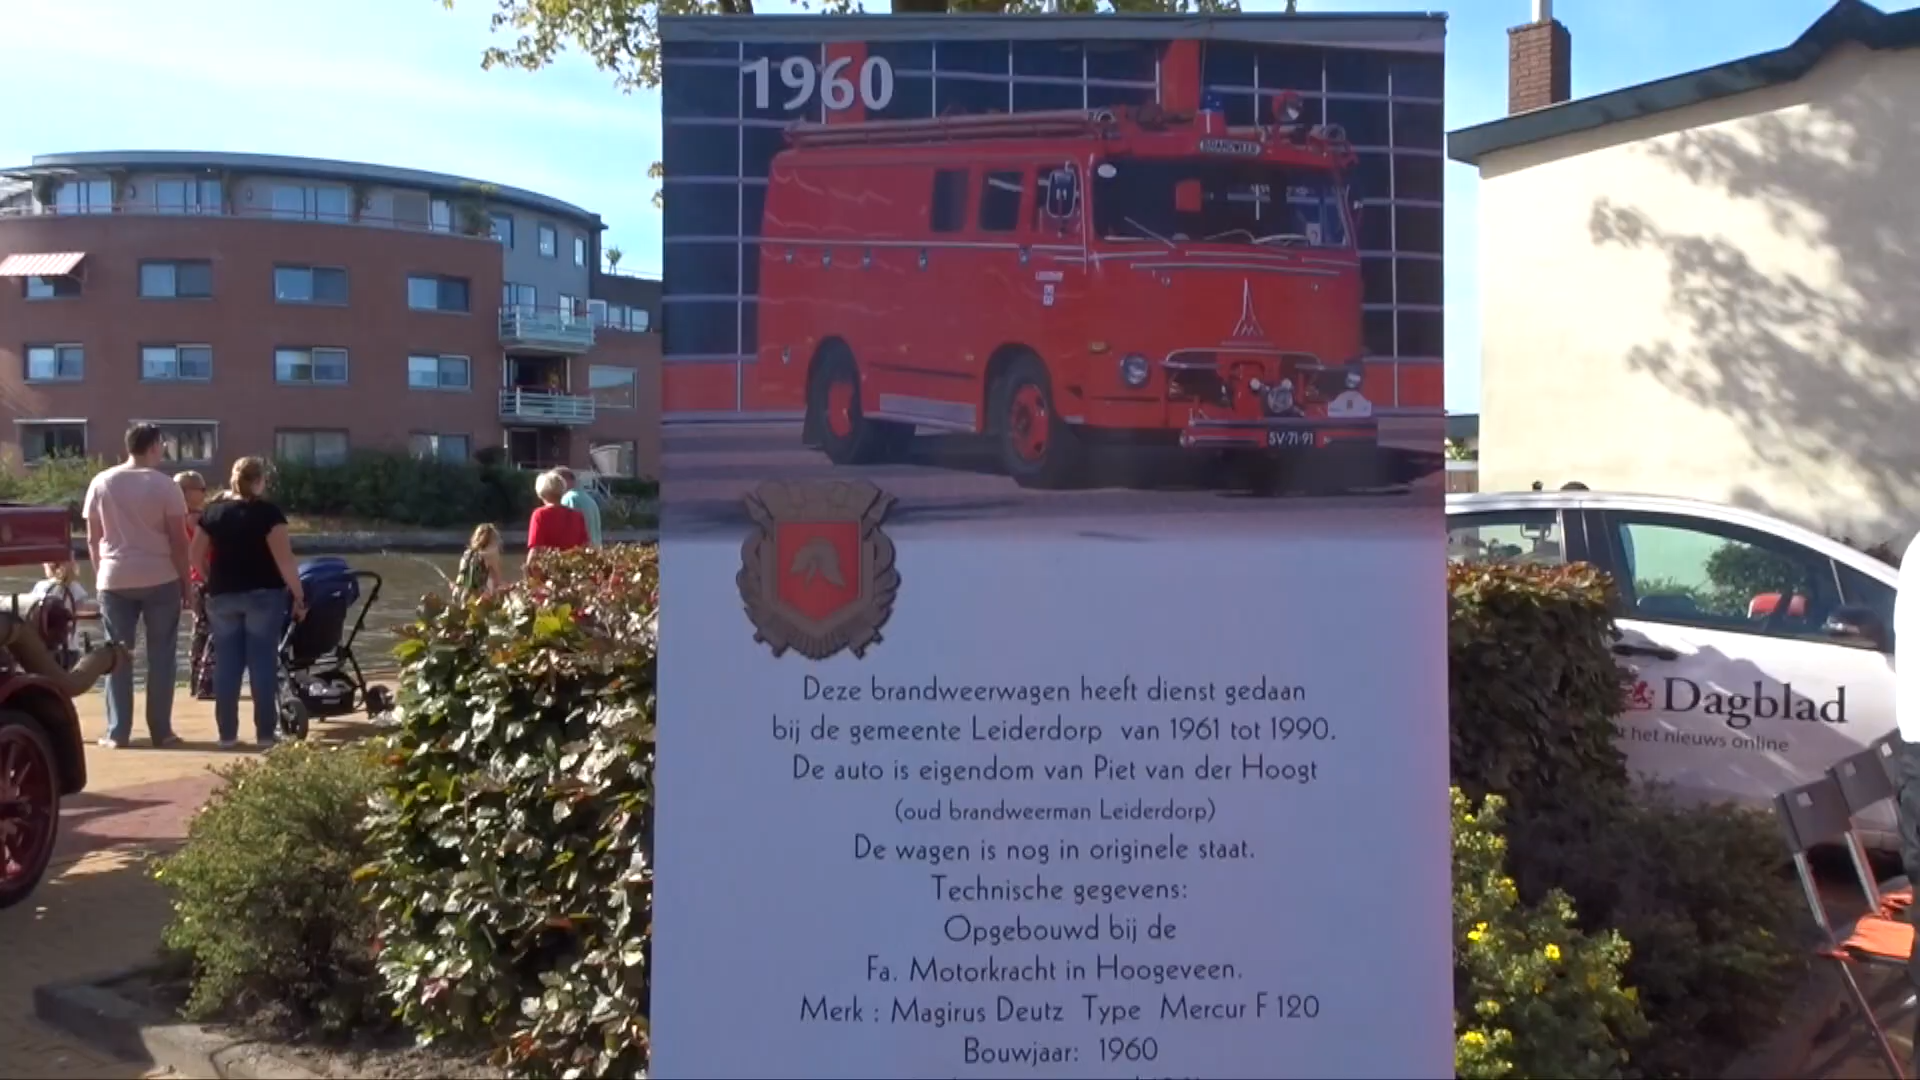 1960
BRANDWEER
SV-71-91
Deze brandweerwagen heeft dienst gedaan
bij de gemeente Leiderdorp van 1961 tot 1990.
De auto is eigendom van Piet van der Hoogt
(oud brandweerman Leiderdorp)
De wagen is nog in originele staat.
Technische gegevens:
Opgebouwd bij de
Fa. Motorkracht in Hoogeveen.
Merk : Magirus Deutz Type Mercur F 120
Bouwjaar: 1960
Dagblad
het nieuws online